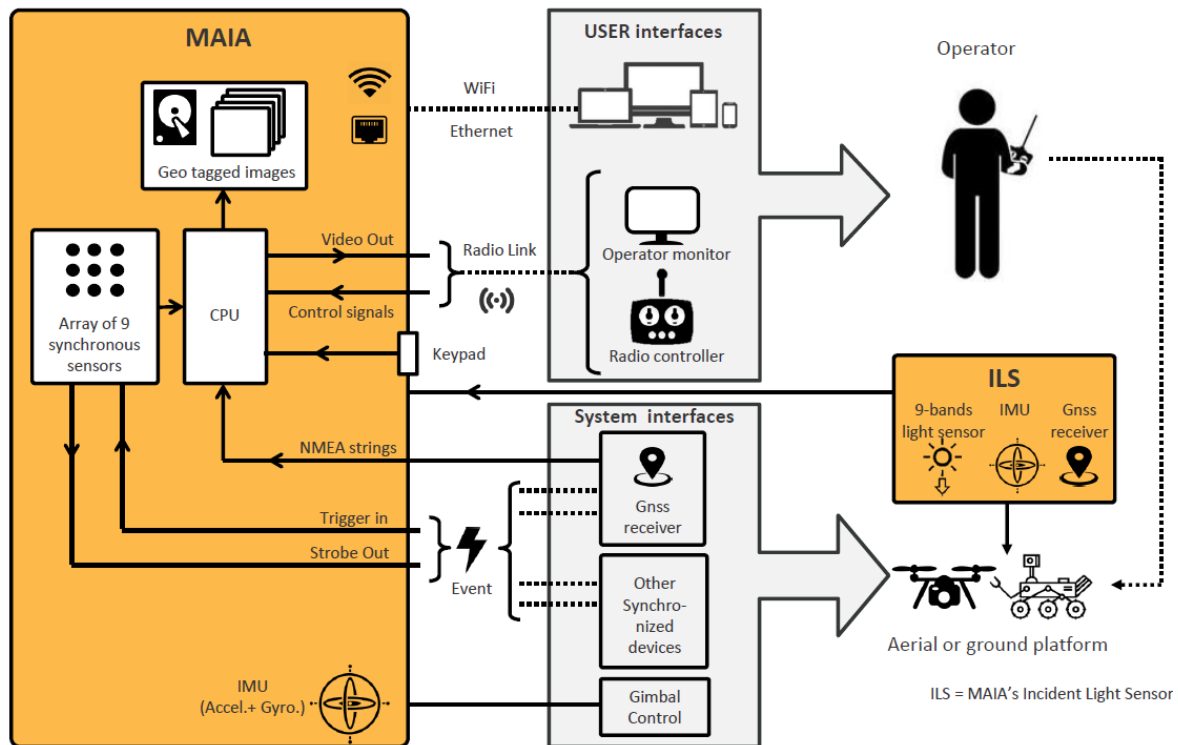 MAIA
Geo tagged images
Array of 9
synchronous
sensors
CPU
Video Out
Control signals
NMEA strings
Trigger in
Strobe Out
IMU
(Accel.+ Gyro.)
WiFi
Ethernet
Radio Link
Keypad
Event
USER interfaces
Operator monitor
Radio controller
System interfaces
Gnss
receiver
Other
Synchro-
nized
devices
Gimbal
Control
Operator
ILS
9-bands
light sensor
IMU
Gnss
receiver
Aerial or ground platform
ILS = MAIA's Incident Light Sensor